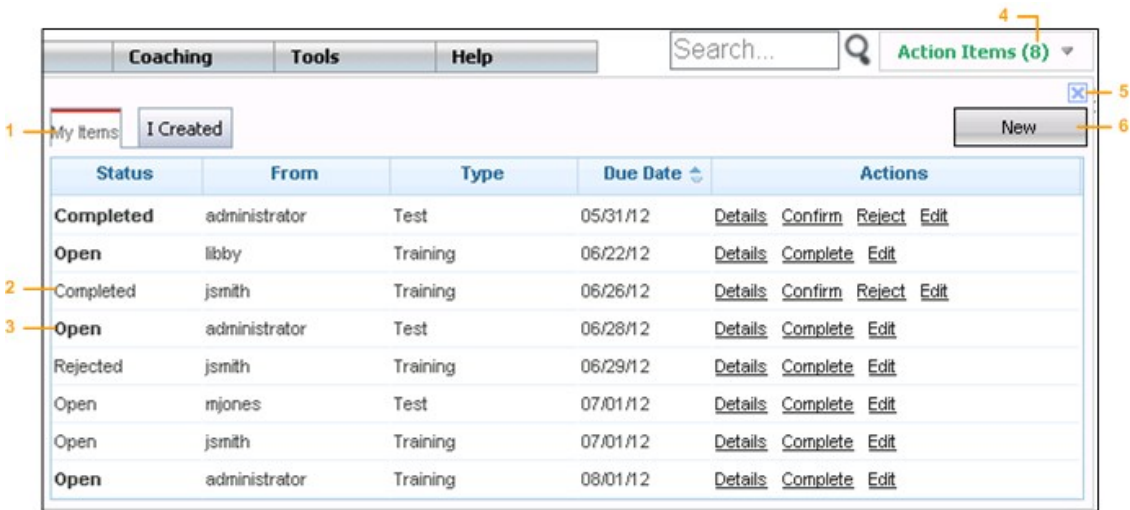 4
Coaching Tools Help Search... Action Items (8)
5
1 My Items I Created New 6
Status From Type Due Date Actions
Completed administrator Test 05/31/12 Details Confirm Reject Edit
Open libby Training 06/22/12 Details Complete Edit
2 Completed jsmith Training 06/26/12 Details Confirm Reject Edit
3 Open administrator Test 06/28/12 Details Complete Edit
Rejected jsmith Training 06/29/12 Details Complete Edit
Open mjones Test 07/01/12 Details Complete Edit
Open jsmith Training 07/01/12 Details Complete Edit
Open administrator Training 08/01/12 Details Complete Edit